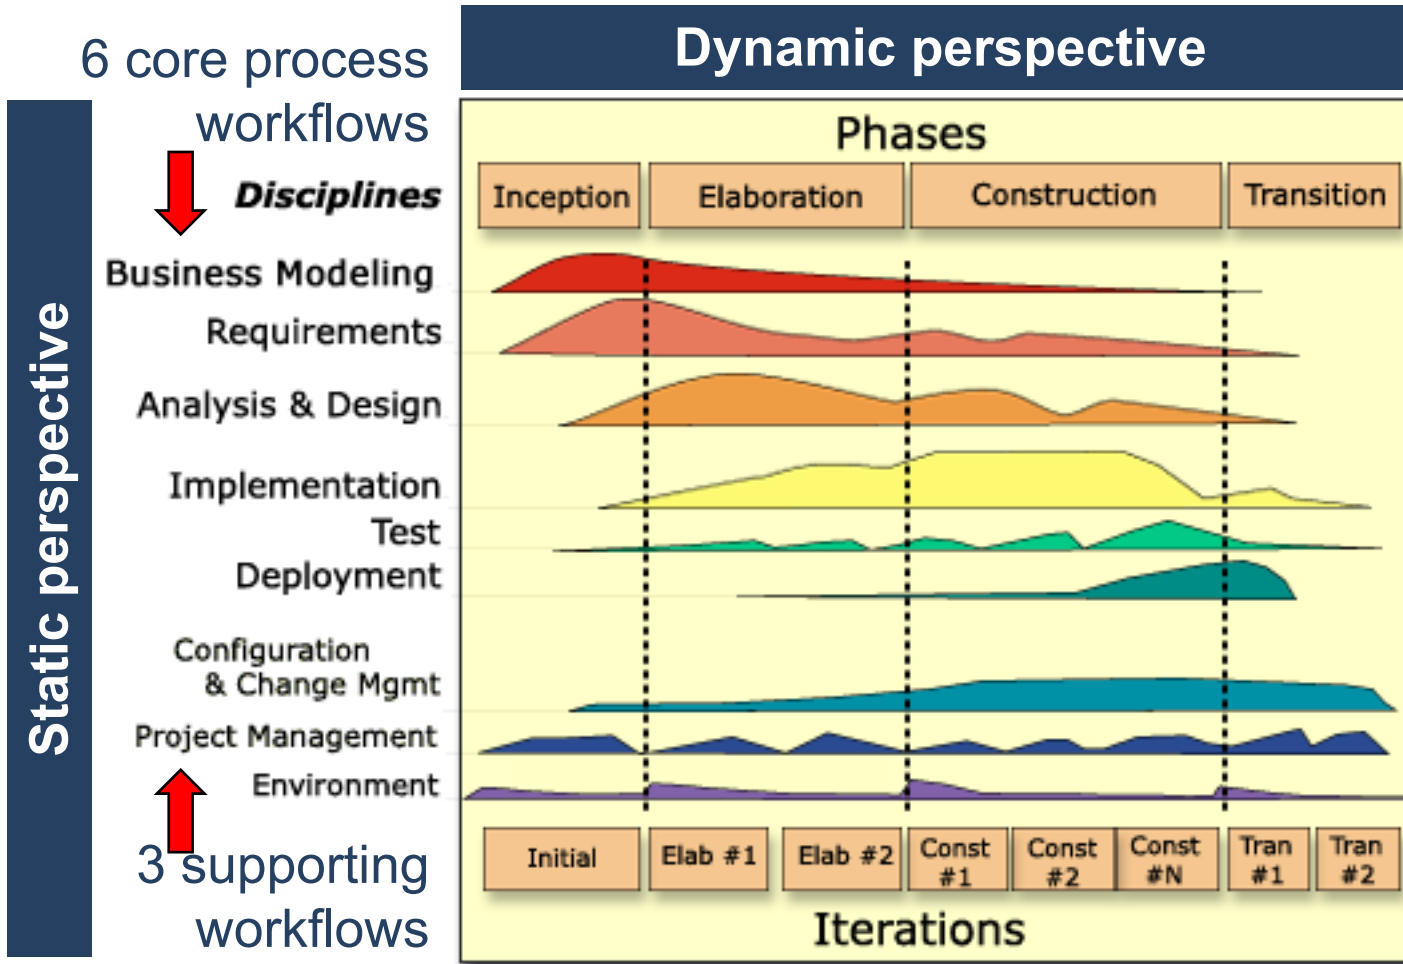 6 core process
workflows
Dynamic perspective
Static perspective
Phases
Disciplines
Inception
Elaboration
Construction
Transition
Business Modeling
Requirements
Analysis & Design
Implementation
Test
Deployment
Configuration
& Change Mgmt
Project Management
Environment
3 supporting
workflows
Initial
Elab #1
Elab #2
Const
#1
Const
#2
Const
#N
Tran
#1
Tran
#2
Iterations